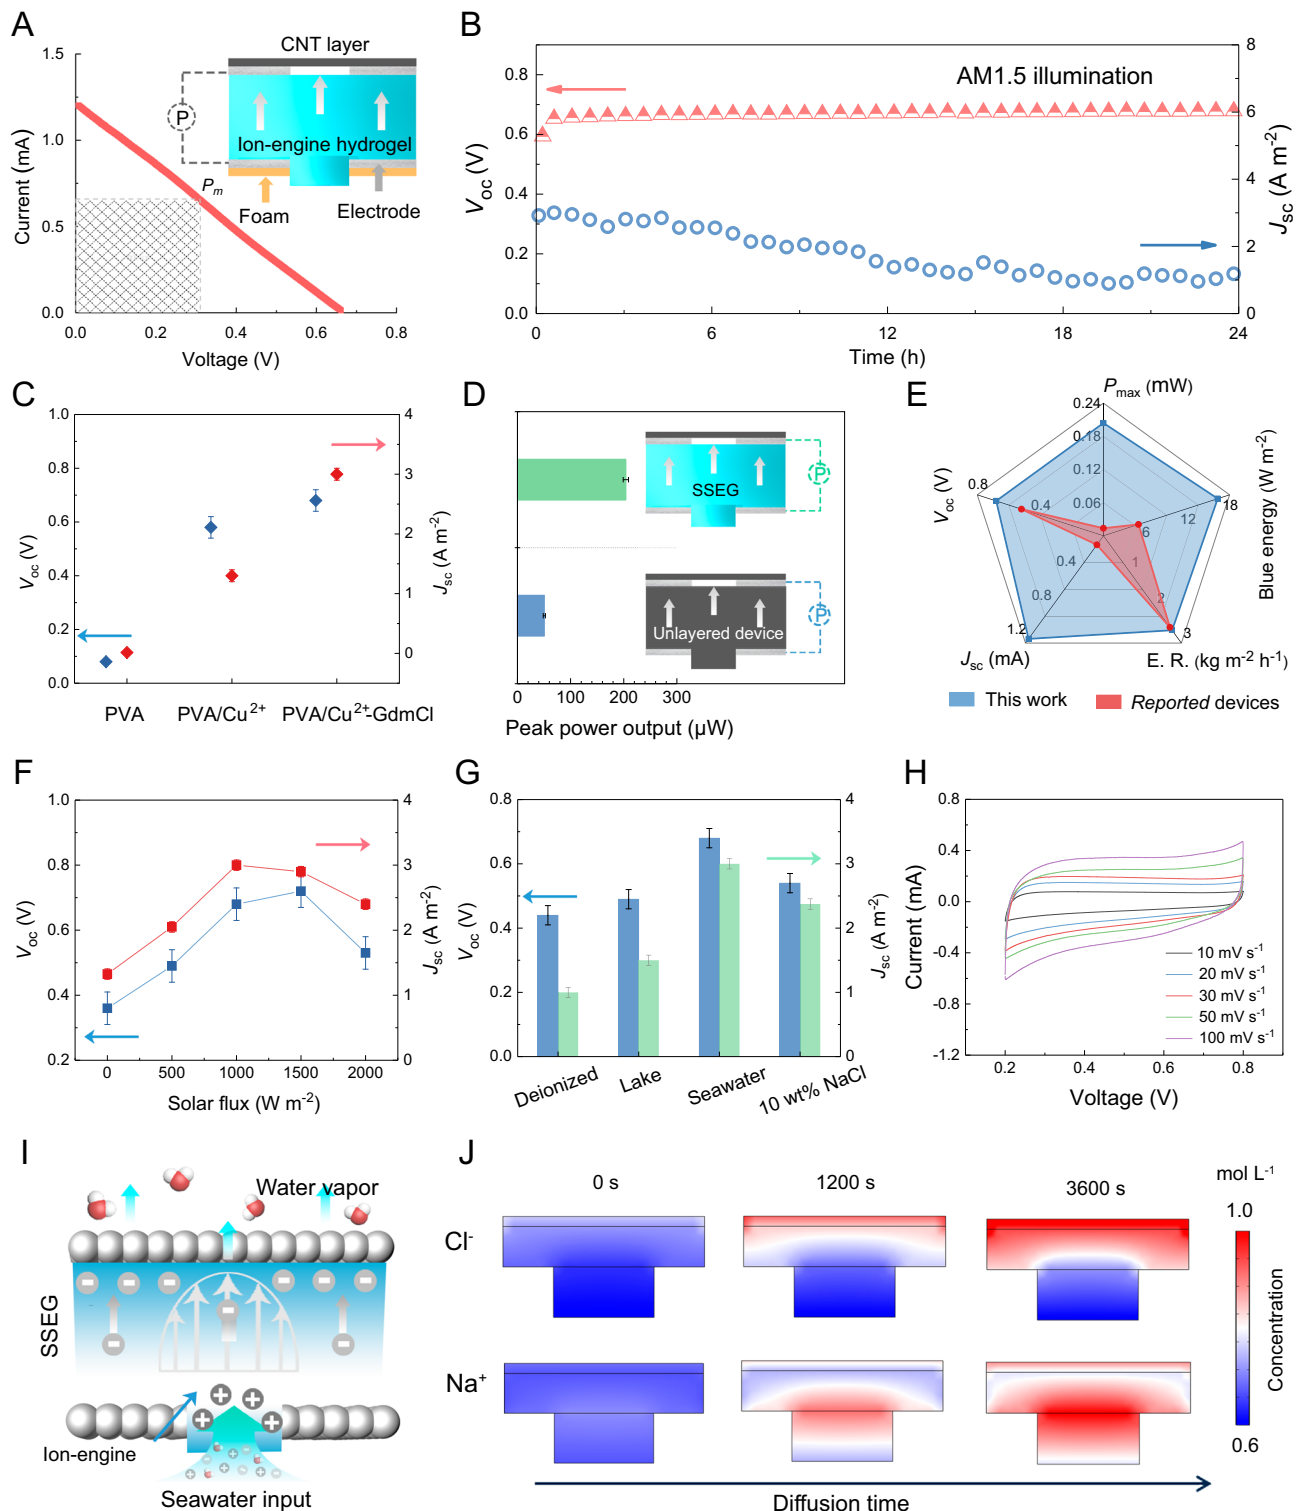 A
CNT layer
P
Ion-engine hydrogel
Pm
Foam
Electrode
1.5
1.0
0.5
0.0
Current (mA)
0.0 0.2 0.4 0.6 0.8
Voltage (V)
B
AM1.5 illumination
0.8
0.6
0.4
0.2
0.0
Voc (V)
8
6
4
2
0
Jsc (A m-2)
0 6 12 18 24
Time (h)
C
1.0
0.8
0.6
0.4
0.2
0.0
Voc (V)
4
3
2
1
0
Jsc (A m-2)
PVA PVA/Cu2+ PVA/Cu2+-GdmCl
D
SSEG
P
Unlayered device
P
0 100 200 300
Peak power output (µW)
E
Pmax (mW)
0.24
0.18
0.12
0.06
Blue energy (W m-2)
18
12
6
Voc (V)
0.8
0.4
0.4
0.8
1.2
Jsc (mA)
1
2
3
E. R. (kg m-2 h-1)
This work Reported devices
F
1.0
0.8
0.6
0.4
0.2
Voc (V)
4
3
2
1
0
Jsc (A m-2)
0 500 1000 1500 2000
Solar flux (W m-2)
G
0.8
0.6
0.4
0.2
0.0
Voc (V)
4
3
2
1
0
Jsc (A m-2)
Deionized Lake Seawater 10 wt% NaCl
H
0.8
0.4
0.0
-0.4
-0.8
-1.2
Current (mA)
10 mV s-1
20 mV s-1
30 mV s-1
50 mV s-1
100 mV s-1
0.2 0.4 0.6 0.8
Voltage (V)
I
Water vapor
SSEG
Ion-engine
Seawater input
J
0 s 1200 s 3600 s
mol L-1
1.0
Cl-
Na+
Concentration
0.6
Diffusion time